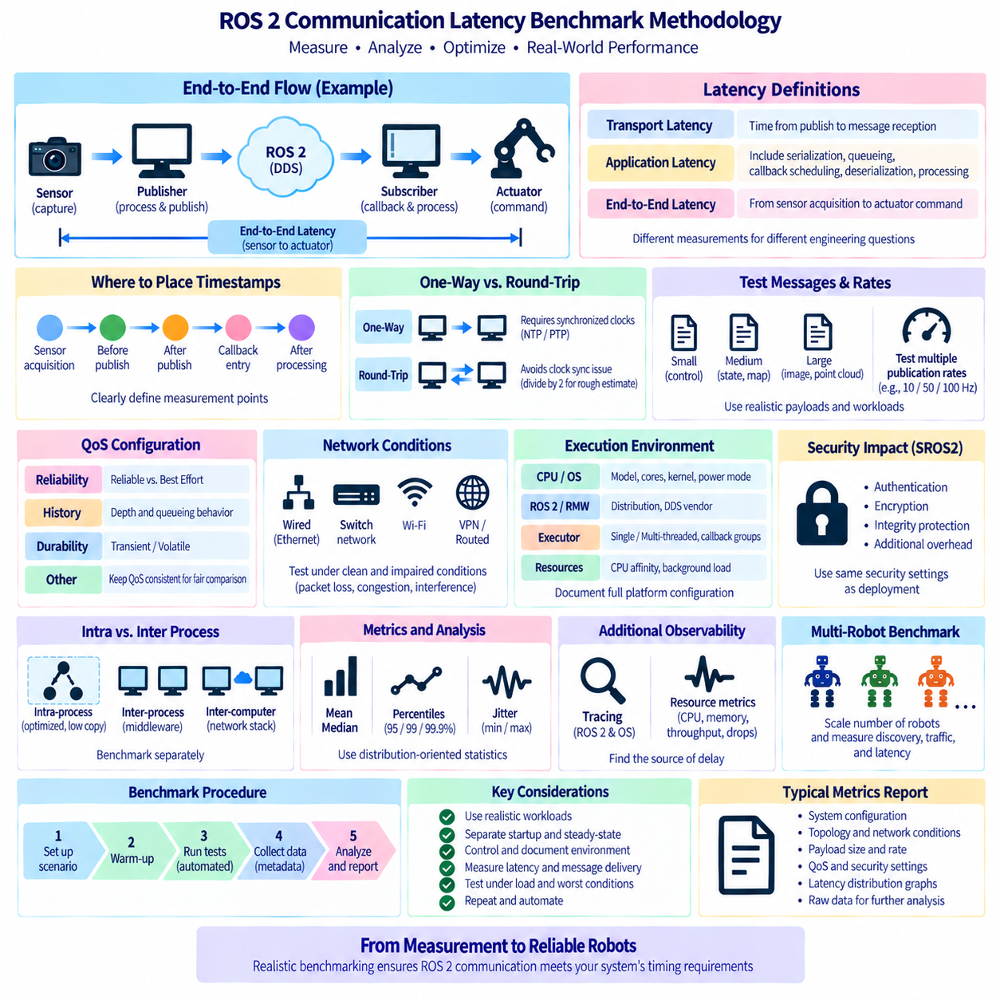 ROS 2 Communication Latency Benchmark Methodology
Measure • Analyze • Optimize • Real-World Performance
End-to-End Flow (Example)
Sensor
(capture)
Publisher
(process & publish)
ROS 2
(DDS)
Subscriber
(callback & process)
Actuator
(command)
End-to-End Latency
(sensor to actuator)
Latency Definitions
Transport Latency
Time from publish to message reception
Application Latency
Include serialization, queueing,
callback scheduling, deserialization, processing
End-to-End Latency
From sensor acquisition to actuator command
Different measurements for different engineering questions
Where to Place Timestamps
Sensor
acquisition
Before
publish
After
publish
Callback
entry
After
processing
Clearly define measurement points
One-Way vs. Round-Trip
One-Way
Requires synchronized clocks
(NTP / PTP)
Round-Trip
Avoids clock sync issue
(divide by 2 for rough estimate)
Test Messages & Rates
Small
(control)
Medium
(state, map)
Large
(image, point cloud)
Test multiple
publication rates
(e.g., 10 / 50 / 100 Hz)
Use realistic payloads and workloads
QoS Configuration
Reliability
Reliable vs. Best Effort
History
Depth and queueing behavior
Durability
Transient / Volatile
Other
Keep QoS consistent for fair comparison
Network Conditions
Wired
(Ethernet)
Switch
network
Wi-Fi
VPN /
Routed
Test under clean and impaired conditions
(packet loss, congestion, interference)
Execution Environment
CPU / OS
Model, cores, kernel, power mode
ROS 2 / RMW
Distribution, DDS vendor
Executor
Single / Multi-threaded, callback groups
Resources
CPU affinity, background load
Document full platform configuration
Security Impact (SROS2)
• Authentication
• Encryption
• Integrity protection
• Additional overhead
Use same security settings
as deployment
Intra vs. Inter Process
Intra-process
(optimized, low copy)
Inter-process
(middleware)
Inter-computer
(network stack)
Benchmark separately
Metrics and Analysis
Mean
Median
Percentiles
(95 / 99 / 99.9%)
Jitter
(min / max)
Use distribution-oriented statistics
Additional Observability
Tracing
(ROS 2 & OS)
Resource metrics
(CPU, memory,
throughput, drops)
Find the source of delay
Multi-Robot Benchmark
...
Scale number of robots
and measure discovery, traffic,
and latency
Benchmark Procedure
1
Set up
scenario
2
Warm-up
3
Run tests
(automated)
4
Collect data
(metadata)
5
Analyze
and report
Key Considerations
Use realistic workloads
Separate startup and steady-state
Control and document environment
Measure latency and message delivery
Test under load and worst conditions
Repeat and automate
Typical Metrics Report
• System configuration
• Topology and network conditions
• Payload size and rate
• QoS and security settings
• Latency distribution graphs
• Raw data for further analysis
From Measurement to Reliable Robots
Realistic benchmarking ensures ROS 2 communication meets your system's timing requirements